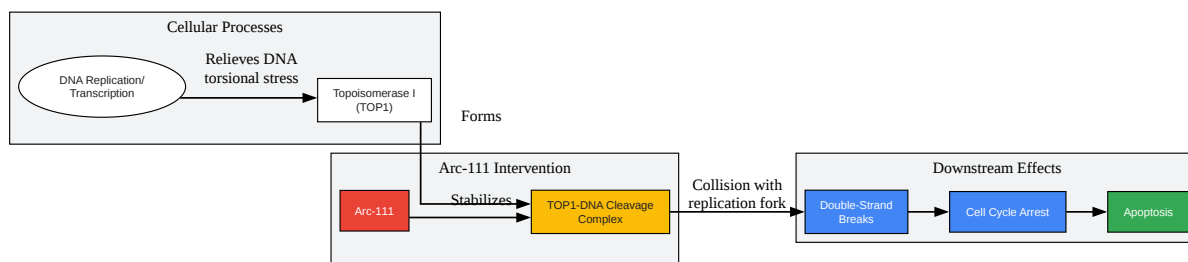 Cellular Processes
DNA Replication/
Transcription
Relieves DNA
torsional stress
Topoisomerase I
(TOP1)
Forms
Arc-111 Intervention
Arc-111
Stabilizes
TOP1-DNA Cleavage
Complex
Collision with
replication fork
Downstream Effects
Double-Strand
Breaks
Cell Cycle Arrest
Apoptosis